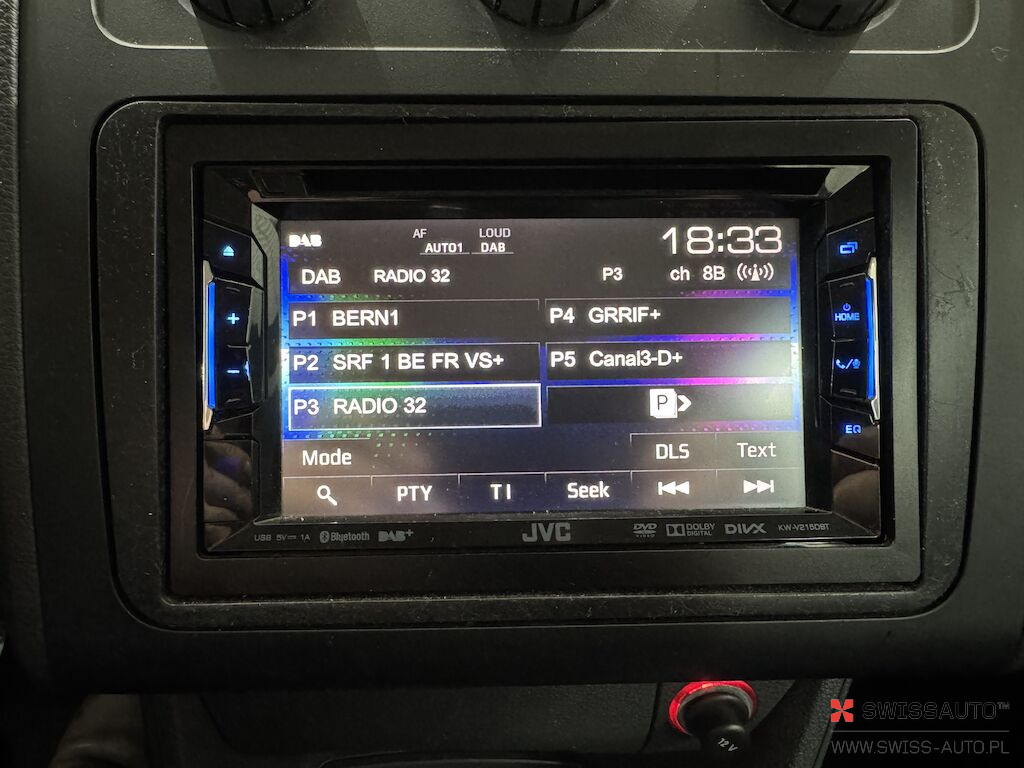 DAB AF AUTO1 LOUD DAB 18:33
DAB RADIO 32 P3 ch 8B
P1 BERN1 P4 GRRIF+
P2 SRF 1 BE FR VS+ P5 Canal3-D+
P3 RADIO 32 P
Mode DLS Text
PTY TI Seek
HOME
EQ
USB 5V⎓1A Bluetooth DAB+ JVC DVD VIDEO DOLBY DIGITAL DIVX KW-V215DBT
12V
SWISSAUTO™
WWW.SWISS-AUTO.PL